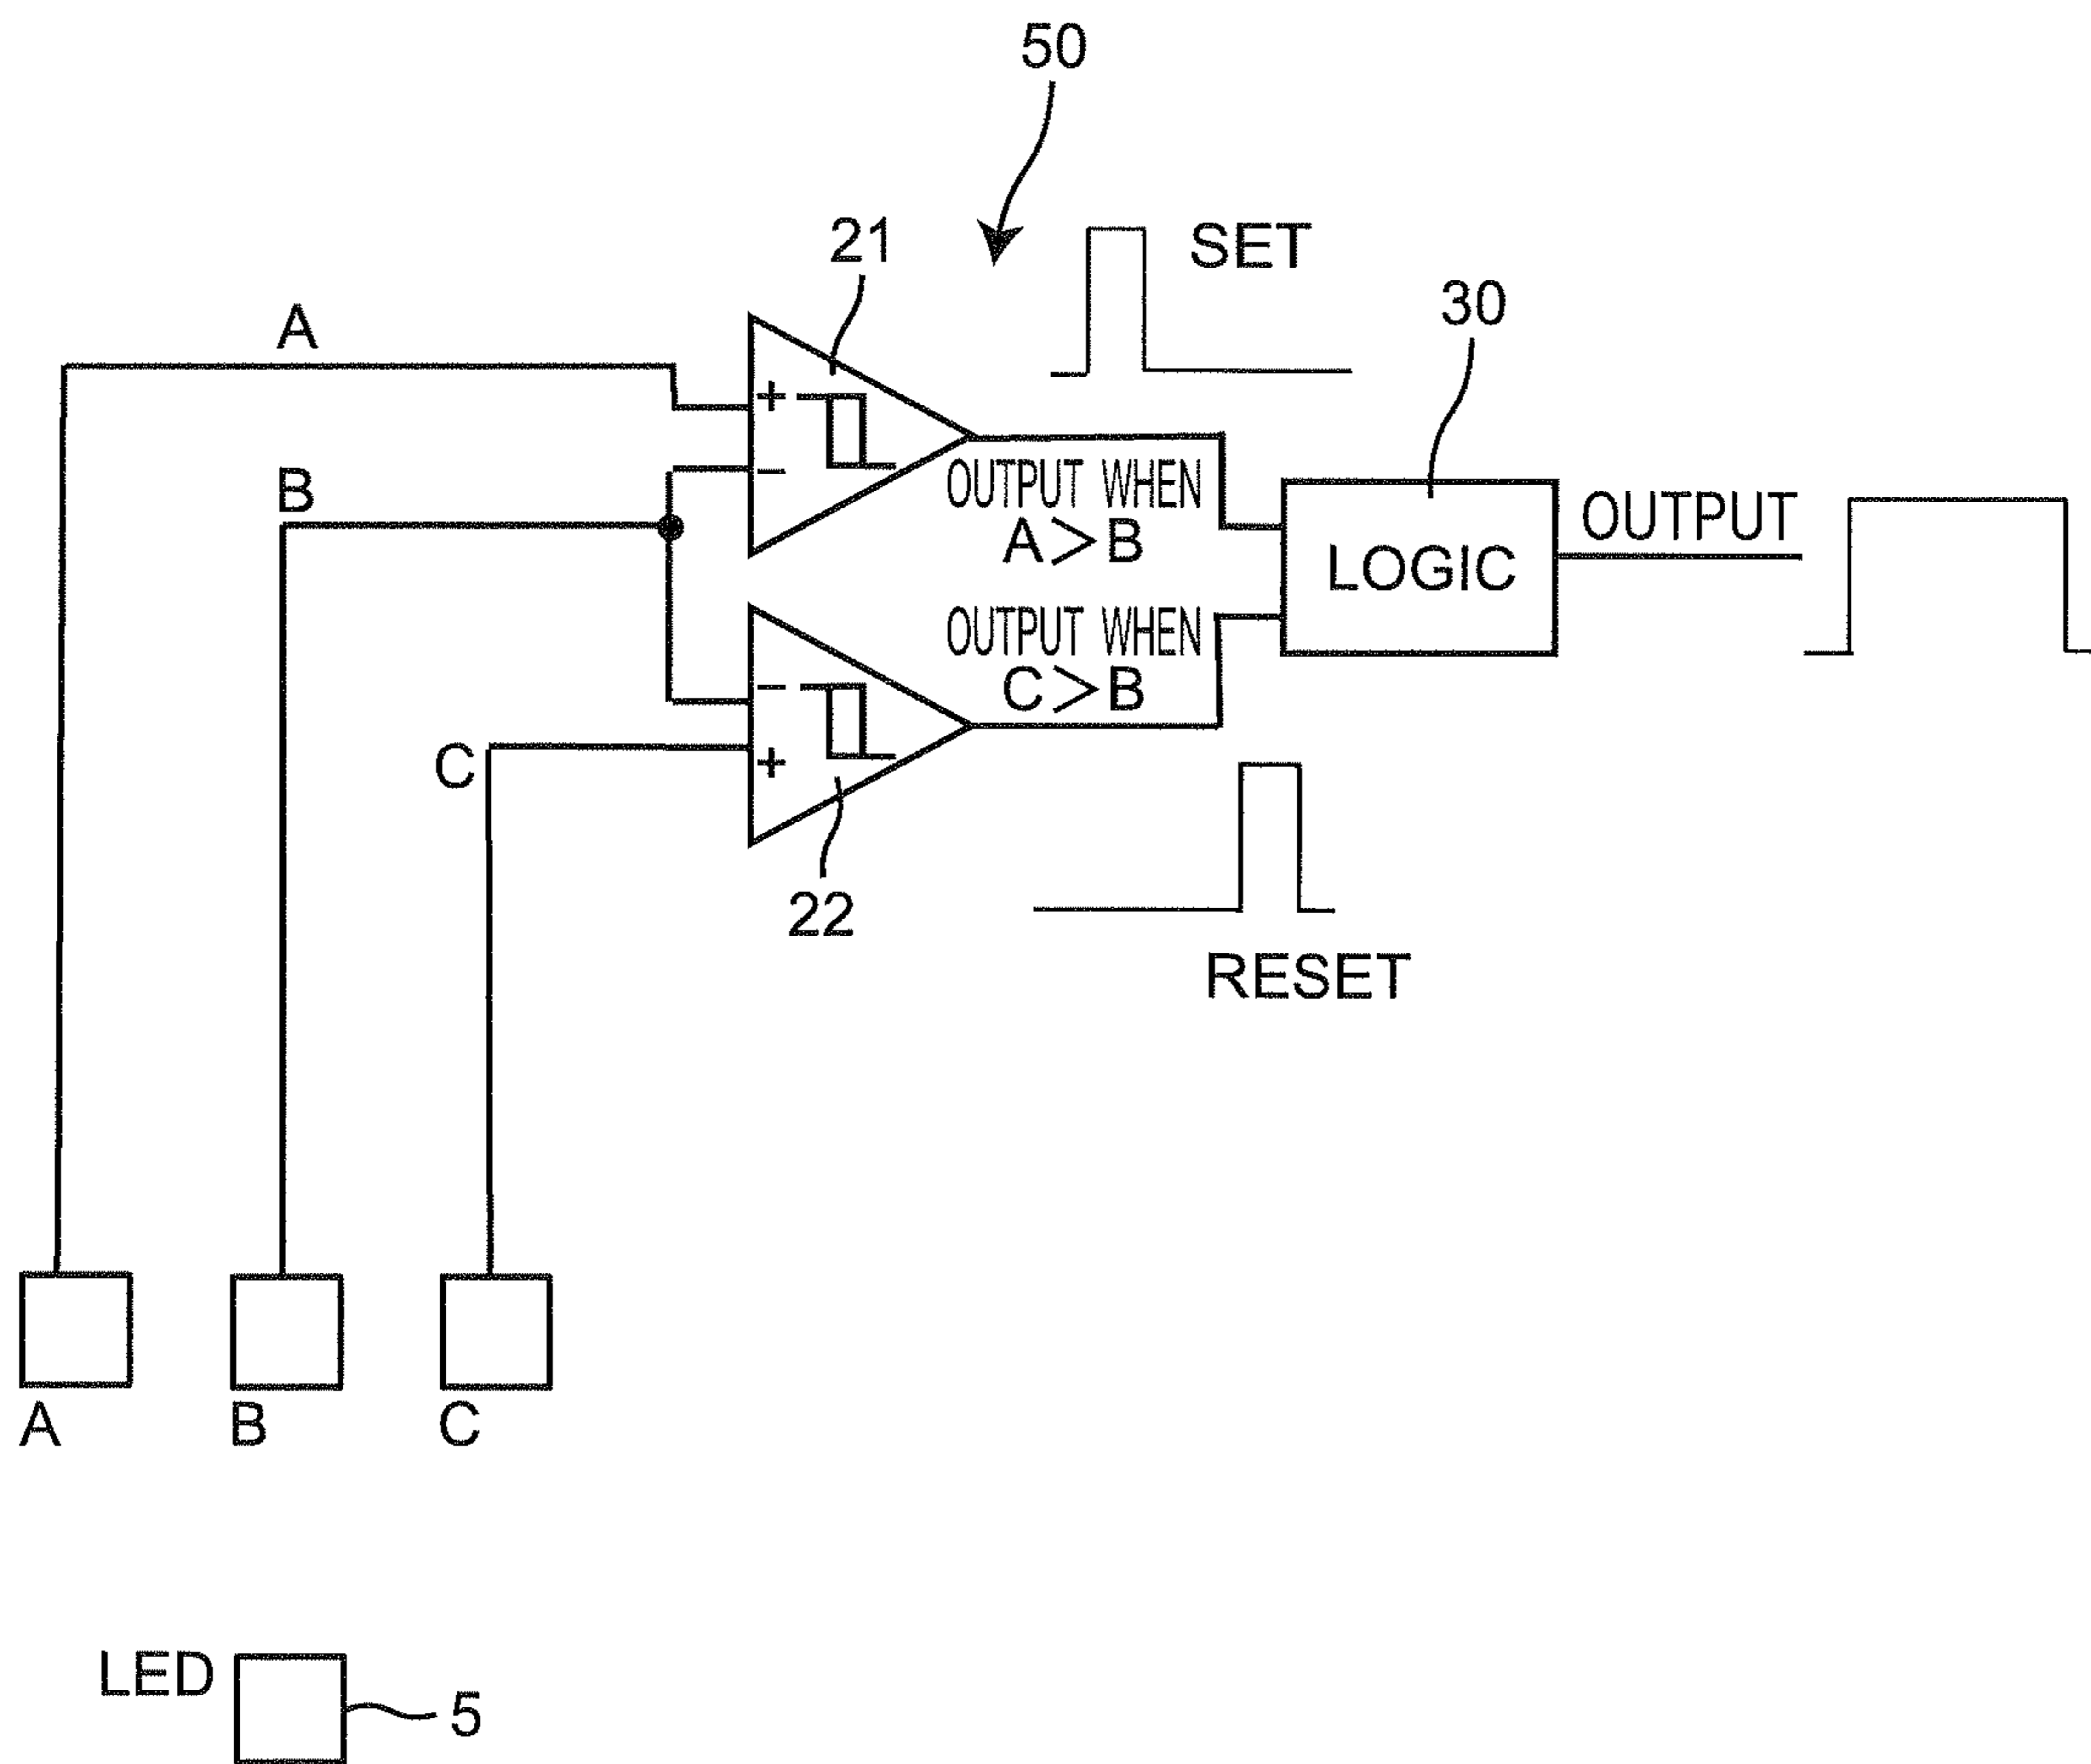 50
21
SET
30
A
+
−
B
OUTPUT WHEN
A>B
OUTPUT
LOGIC
OUTPUT WHEN
C>B
−
+
C
22
RESET
A
B
C
LED
5